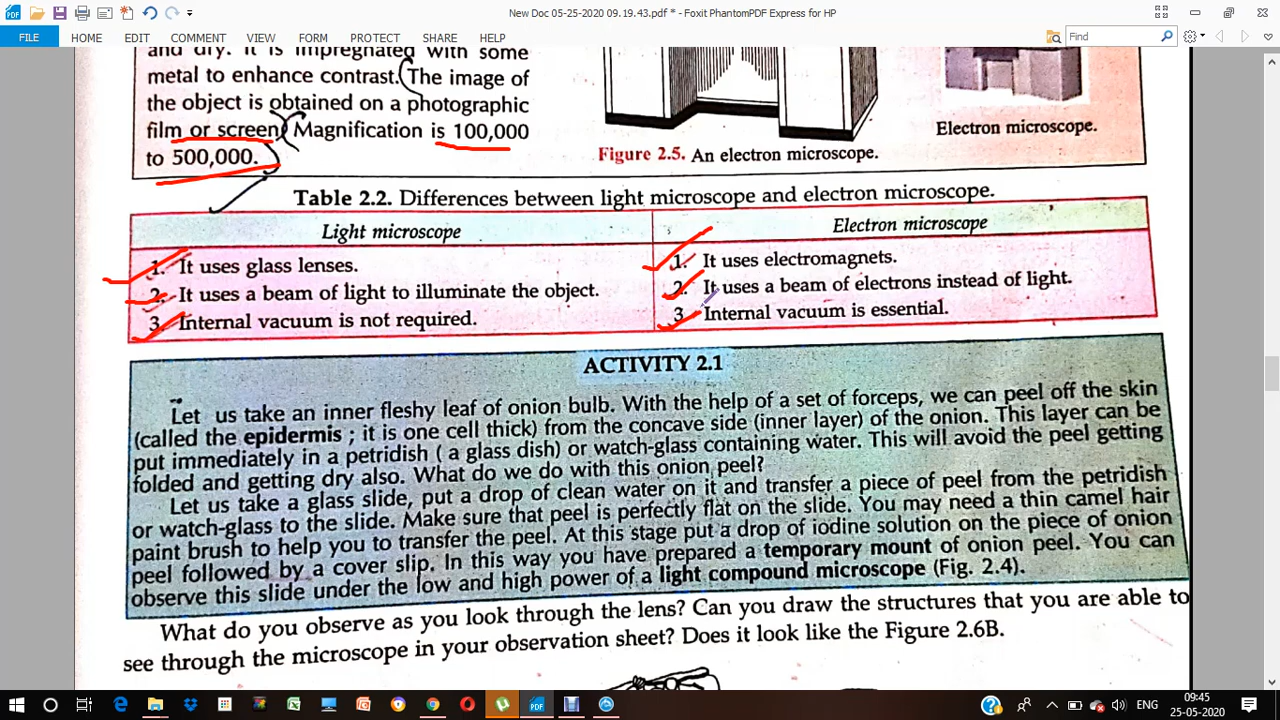 New Doc 05-25-2020 09.19.43.pdf * - Foxit PhantomPDF Express for HP
FILE HOME EDIT COMMENT VIEW FORM PROTECT SHARE HELP Find
and dry. It is impregnated with some
metal to enhance contrast. The image of
the object is obtained on a photographic
film or screen. Magnification is 100,000
to 500,000.
Electron microscope.
Figure 2.5. An electron microscope.
Table 2.2. Differences between light microscope and electron microscope.
Light microscope Electron microscope
1. It uses glass lenses. 1. It uses electromagnets.
2. It uses a beam of light to illuminate the object. 2. It uses a beam of electrons instead of light.
3. Internal vacuum is not required. 3. Internal vacuum is essential.
ACTIVITY 2.1
Let us take an inner fleshy leaf of onion bulb. With the help of a set of forceps, we can peel off the skin
(called the epidermis ; it is one cell thick) from the concave side (inner layer) of the onion. This layer can be
put immediately in a petridish ( a glass dish) or watch-glass containing water. This will avoid the peel getting
folded and getting dry also. What do we do with this onion peel?
Let us take a glass slide, put a drop of clean water on it and transfer a piece of peel from the petridish
or watch-glass to the slide. Make sure that peel is perfectly flat on the slide. You may need a thin camel hair
paint brush to help you to transfer the peel. At this stage put a drop of iodine solution on the piece of onion
peel followed by a cover slip. In this way you have prepared a temporary mount of onion peel. You can
observe this slide under the low and high power of a light compound microscope (Fig. 2.4).
What do you observe as you look through the lens? Can you draw the structures that you are able to
see through the microscope in your observation sheet? Does it look like the Figure 2.6B.
ENG
09:45
25-05-2020